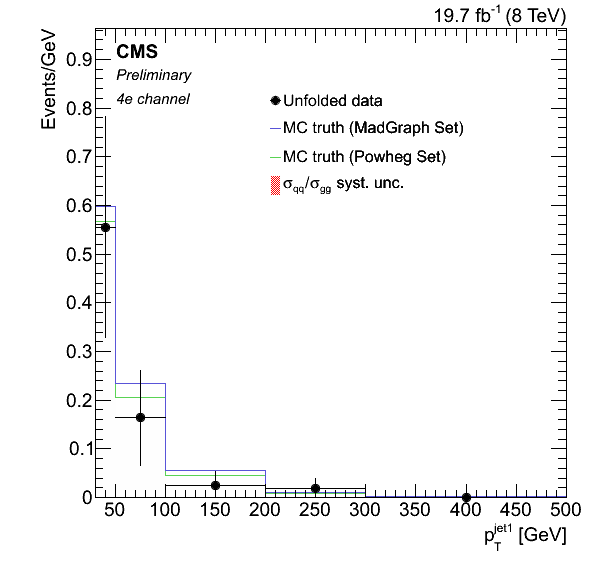 19.7 fb⁻¹ (8 TeV)
Events/GeV
CMS
Preliminary
4e channel
Unfolded data
MC truth (MadGraph Set)
MC truth (Powheg Set)
σqq/σgg syst. unc.
0.9
0.8
0.7
0.6
0.5
0.4
0.3
0.2
0.1
0
50 100 150 200 250 300 350 400 450 500
pT^jet1 [GeV]